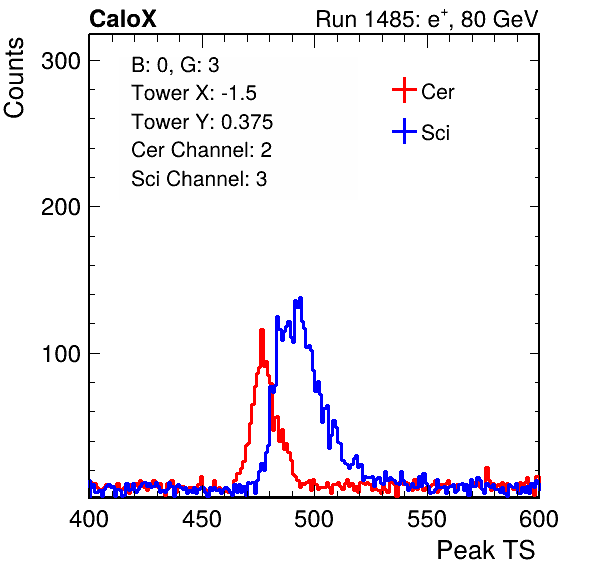 CaloX Run 1485: e+, 80 GeV
Counts
300
200
100
B: 0, G: 3
Tower X: -1.5
Tower Y: 0.375
Cer Channel: 2
Sci Channel: 3
Cer
Sci
400 450 500 550 600
Peak TS